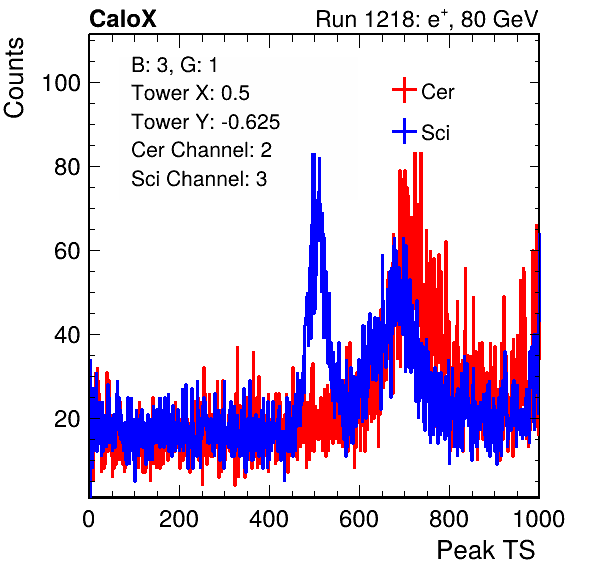 CaloX Run 1218: e⁺, 80 GeV
Counts
B: 3, G: 1
Tower X: 0.5
Tower Y: -0.625
Cer Channel: 2
Sci Channel: 3
Cer
Sci
100
80
60
40
20
0 200 400 600 800 1000
Peak TS